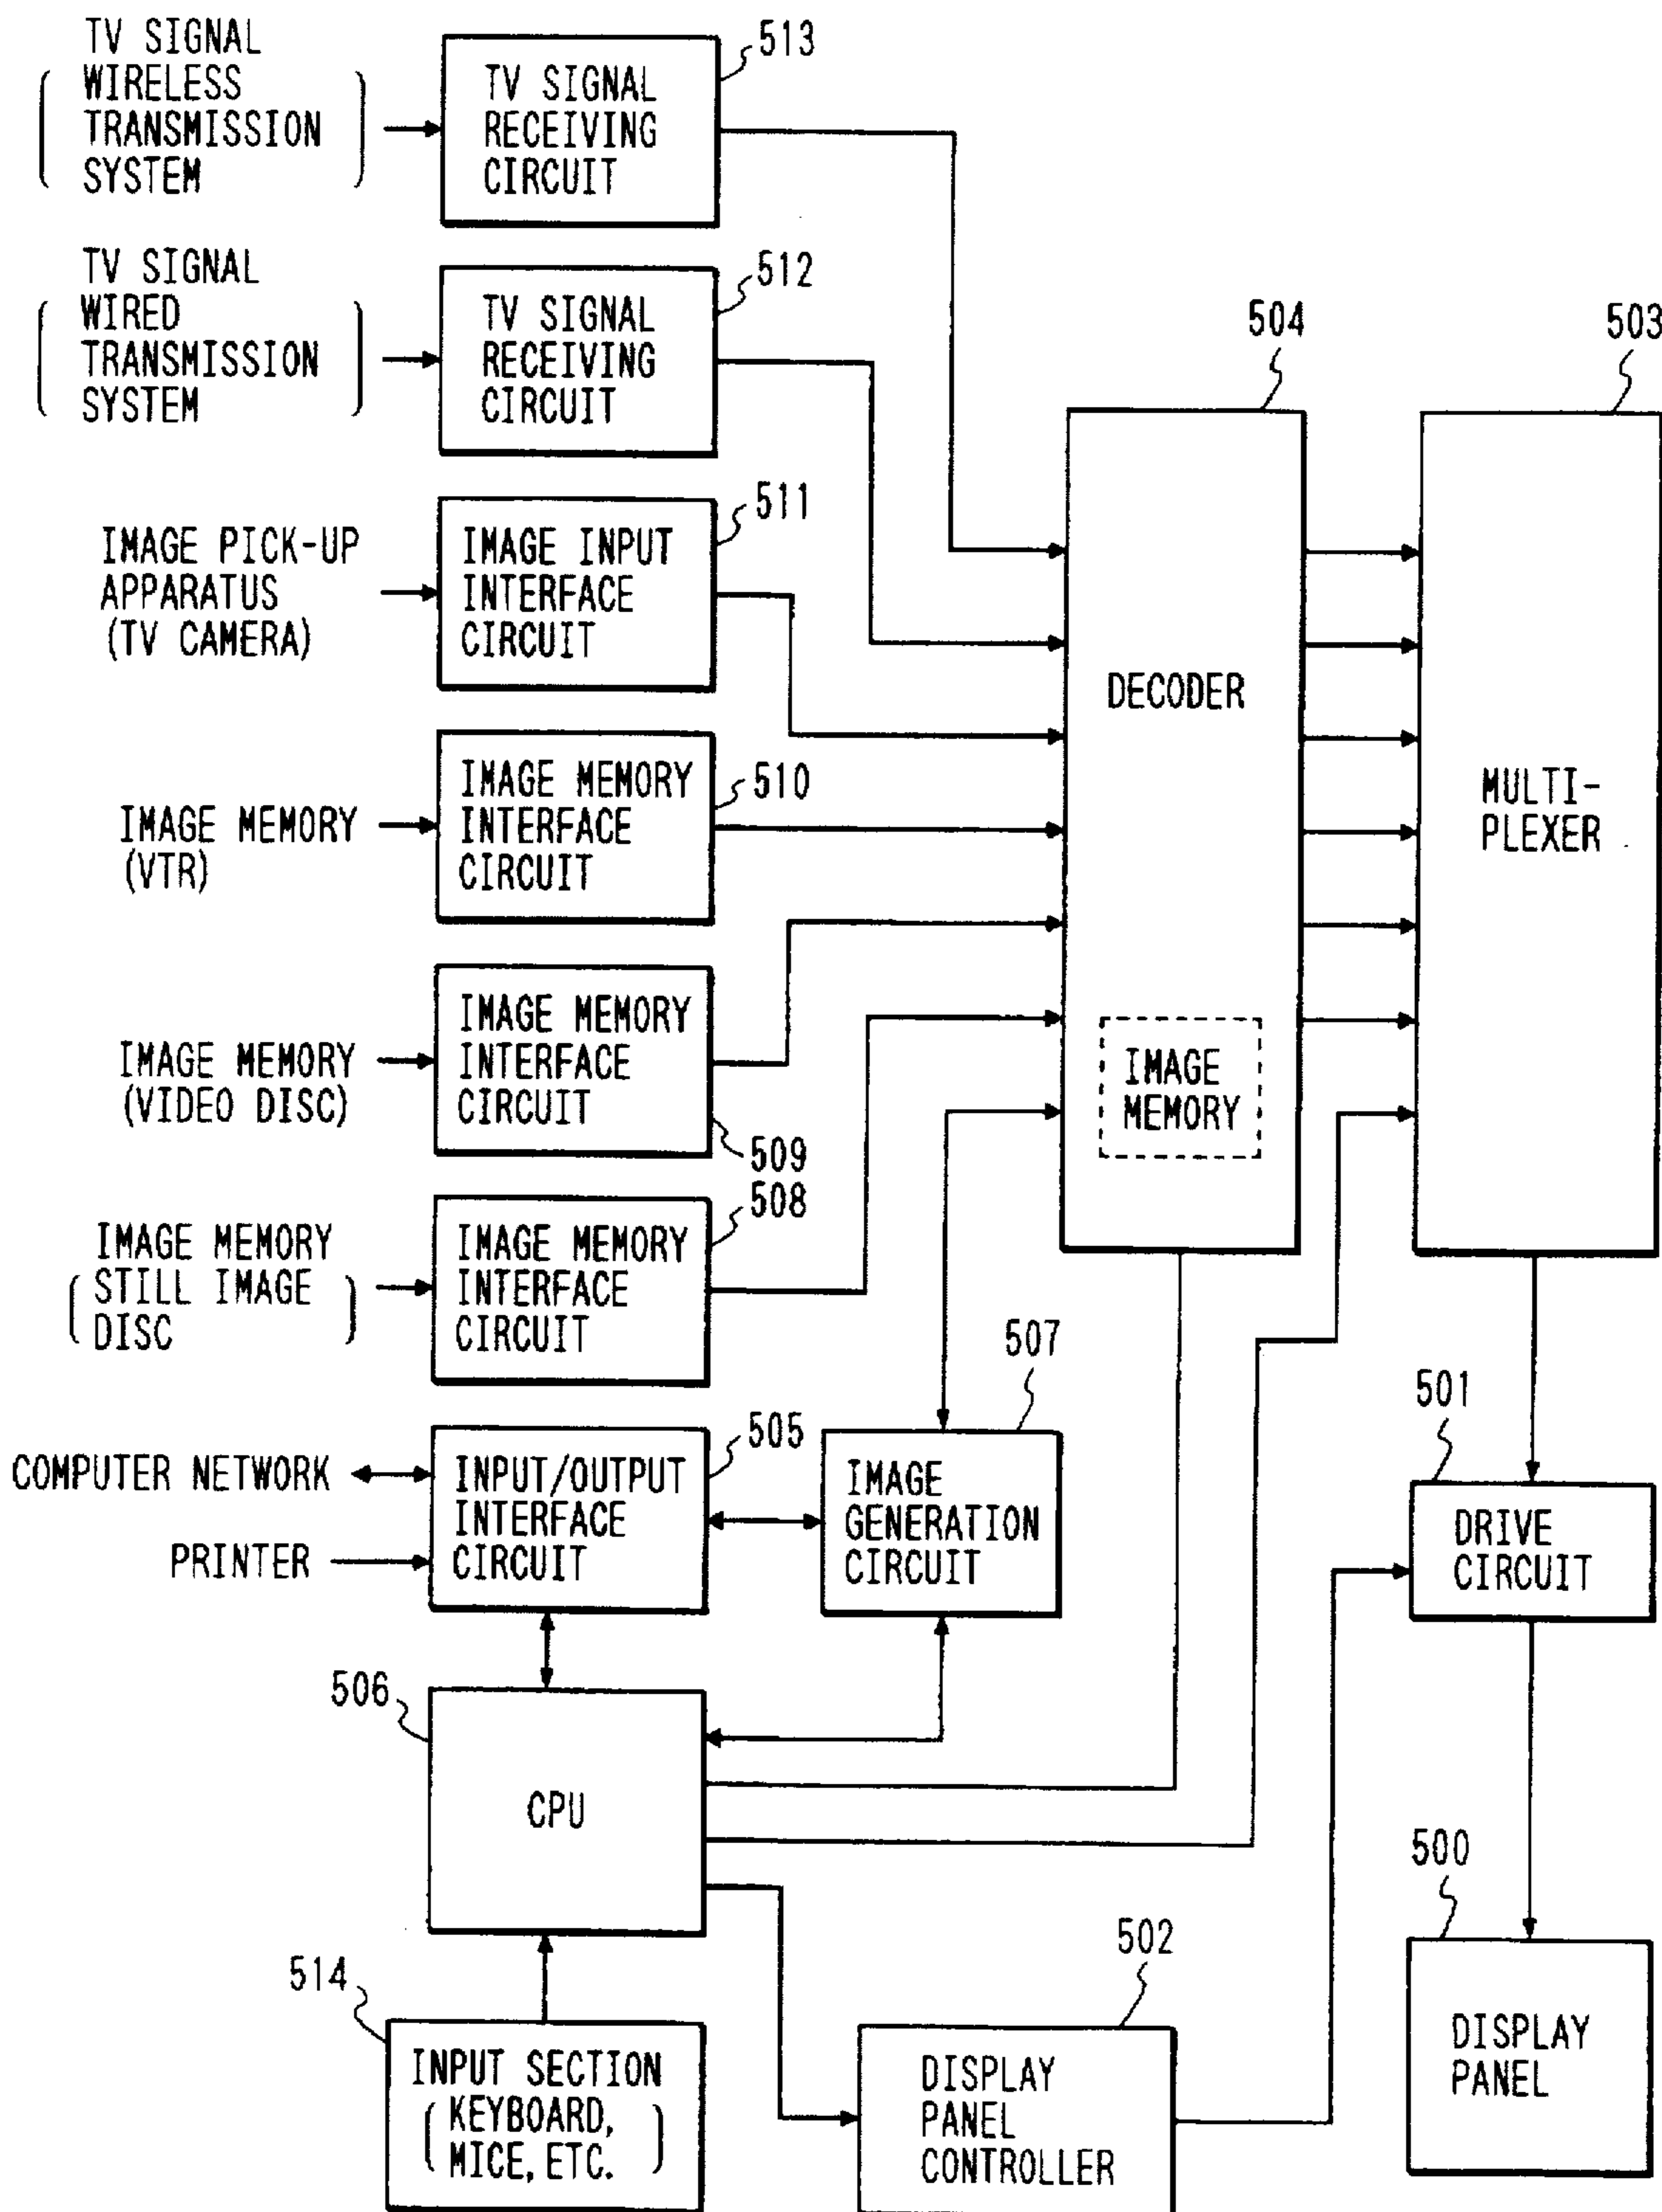 TV SIGNAL
WIRELESS
TRANSMISSION
SYSTEM
TV SIGNAL
RECEIVING
CIRCUIT
513
TV SIGNAL
WIRED
TRANSMISSION
SYSTEM
TV SIGNAL
RECEIVING
CIRCUIT
512
IMAGE PICK-UP
APPARATUS
(TV CAMERA)
IMAGE INPUT
INTERFACE
CIRCUIT
511
IMAGE MEMORY
(VTR)
IMAGE MEMORY
INTERFACE
CIRCUIT
510
IMAGE MEMORY
(VIDEO DISC)
IMAGE MEMORY
INTERFACE
CIRCUIT
509
IMAGE MEMORY
STILL IMAGE
DISC
IMAGE MEMORY
INTERFACE
CIRCUIT
508
504
DECODER
IMAGE
MEMORY
503
MULTI-
PLEXER
COMPUTER NETWORK
PRINTER
INPUT/OUTPUT
INTERFACE
CIRCUIT
505
507
IMAGE
GENERATION
CIRCUIT
501
DRIVE
CIRCUIT
506
CPU
500
DISPLAY
PANEL
514
INPUT SECTION
(KEYBOARD,
MICE, ETC.)
502
DISPLAY
PANEL
CONTROLLER